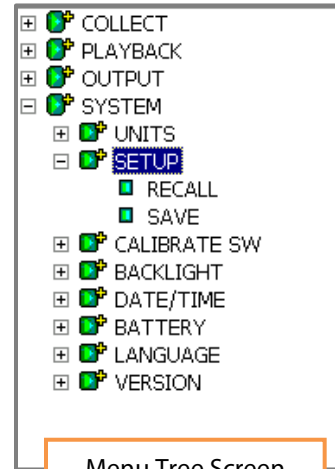 COLLECT
PLAYBACK
OUTPUT
SYSTEM
UNITS
SETUP
RECALL
SAVE
CALIBRATE SW
BACKLIGHT
DATE/TIME
BATTERY
LANGUAGE
VERSION
Menu Tree Screen